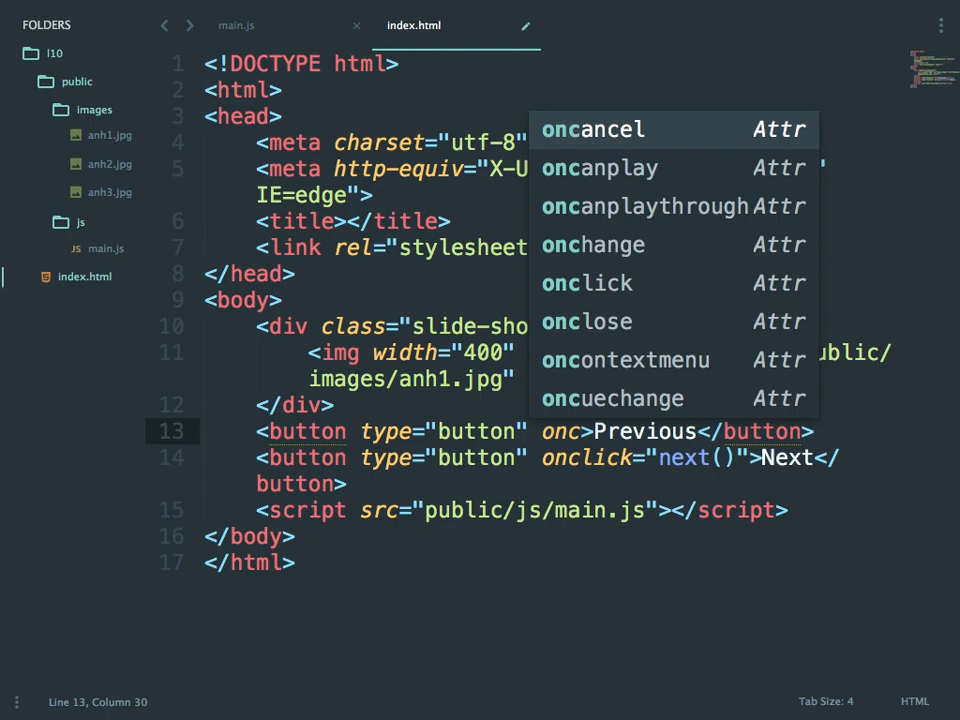 FOLDERS
l10
public
images
anh1.jpg
anh2.jpg
anh3.jpg
js
main.js
index.html
main.js
index.html
1 <!DOCTYPE html>
2 <html>
3 <head>
4 <meta charset="utf-8"
5 <meta http-equiv="X-U "
IE=edge">
6 <title></title>
7 <link rel="stylesheet
8 </head>
9 <body>
10 <div class="slide-sho
11 <img width="400" ublic/
images/anh1.jpg"
12 </div>
13 <button type="button" onc>Previous</button>
14 <button type="button" onclick="next()">Next</
button>
15 <script src="public/js/main.js"></script>
16 </body>
17 </html>
oncancel Attr
oncanplay Attr
oncanplaythrough Attr
onchange Attr
onclick Attr
onclose Attr
oncontextmenu Attr
oncuechange Attr
Line 13, Column 30
Tab Size: 4
HTML